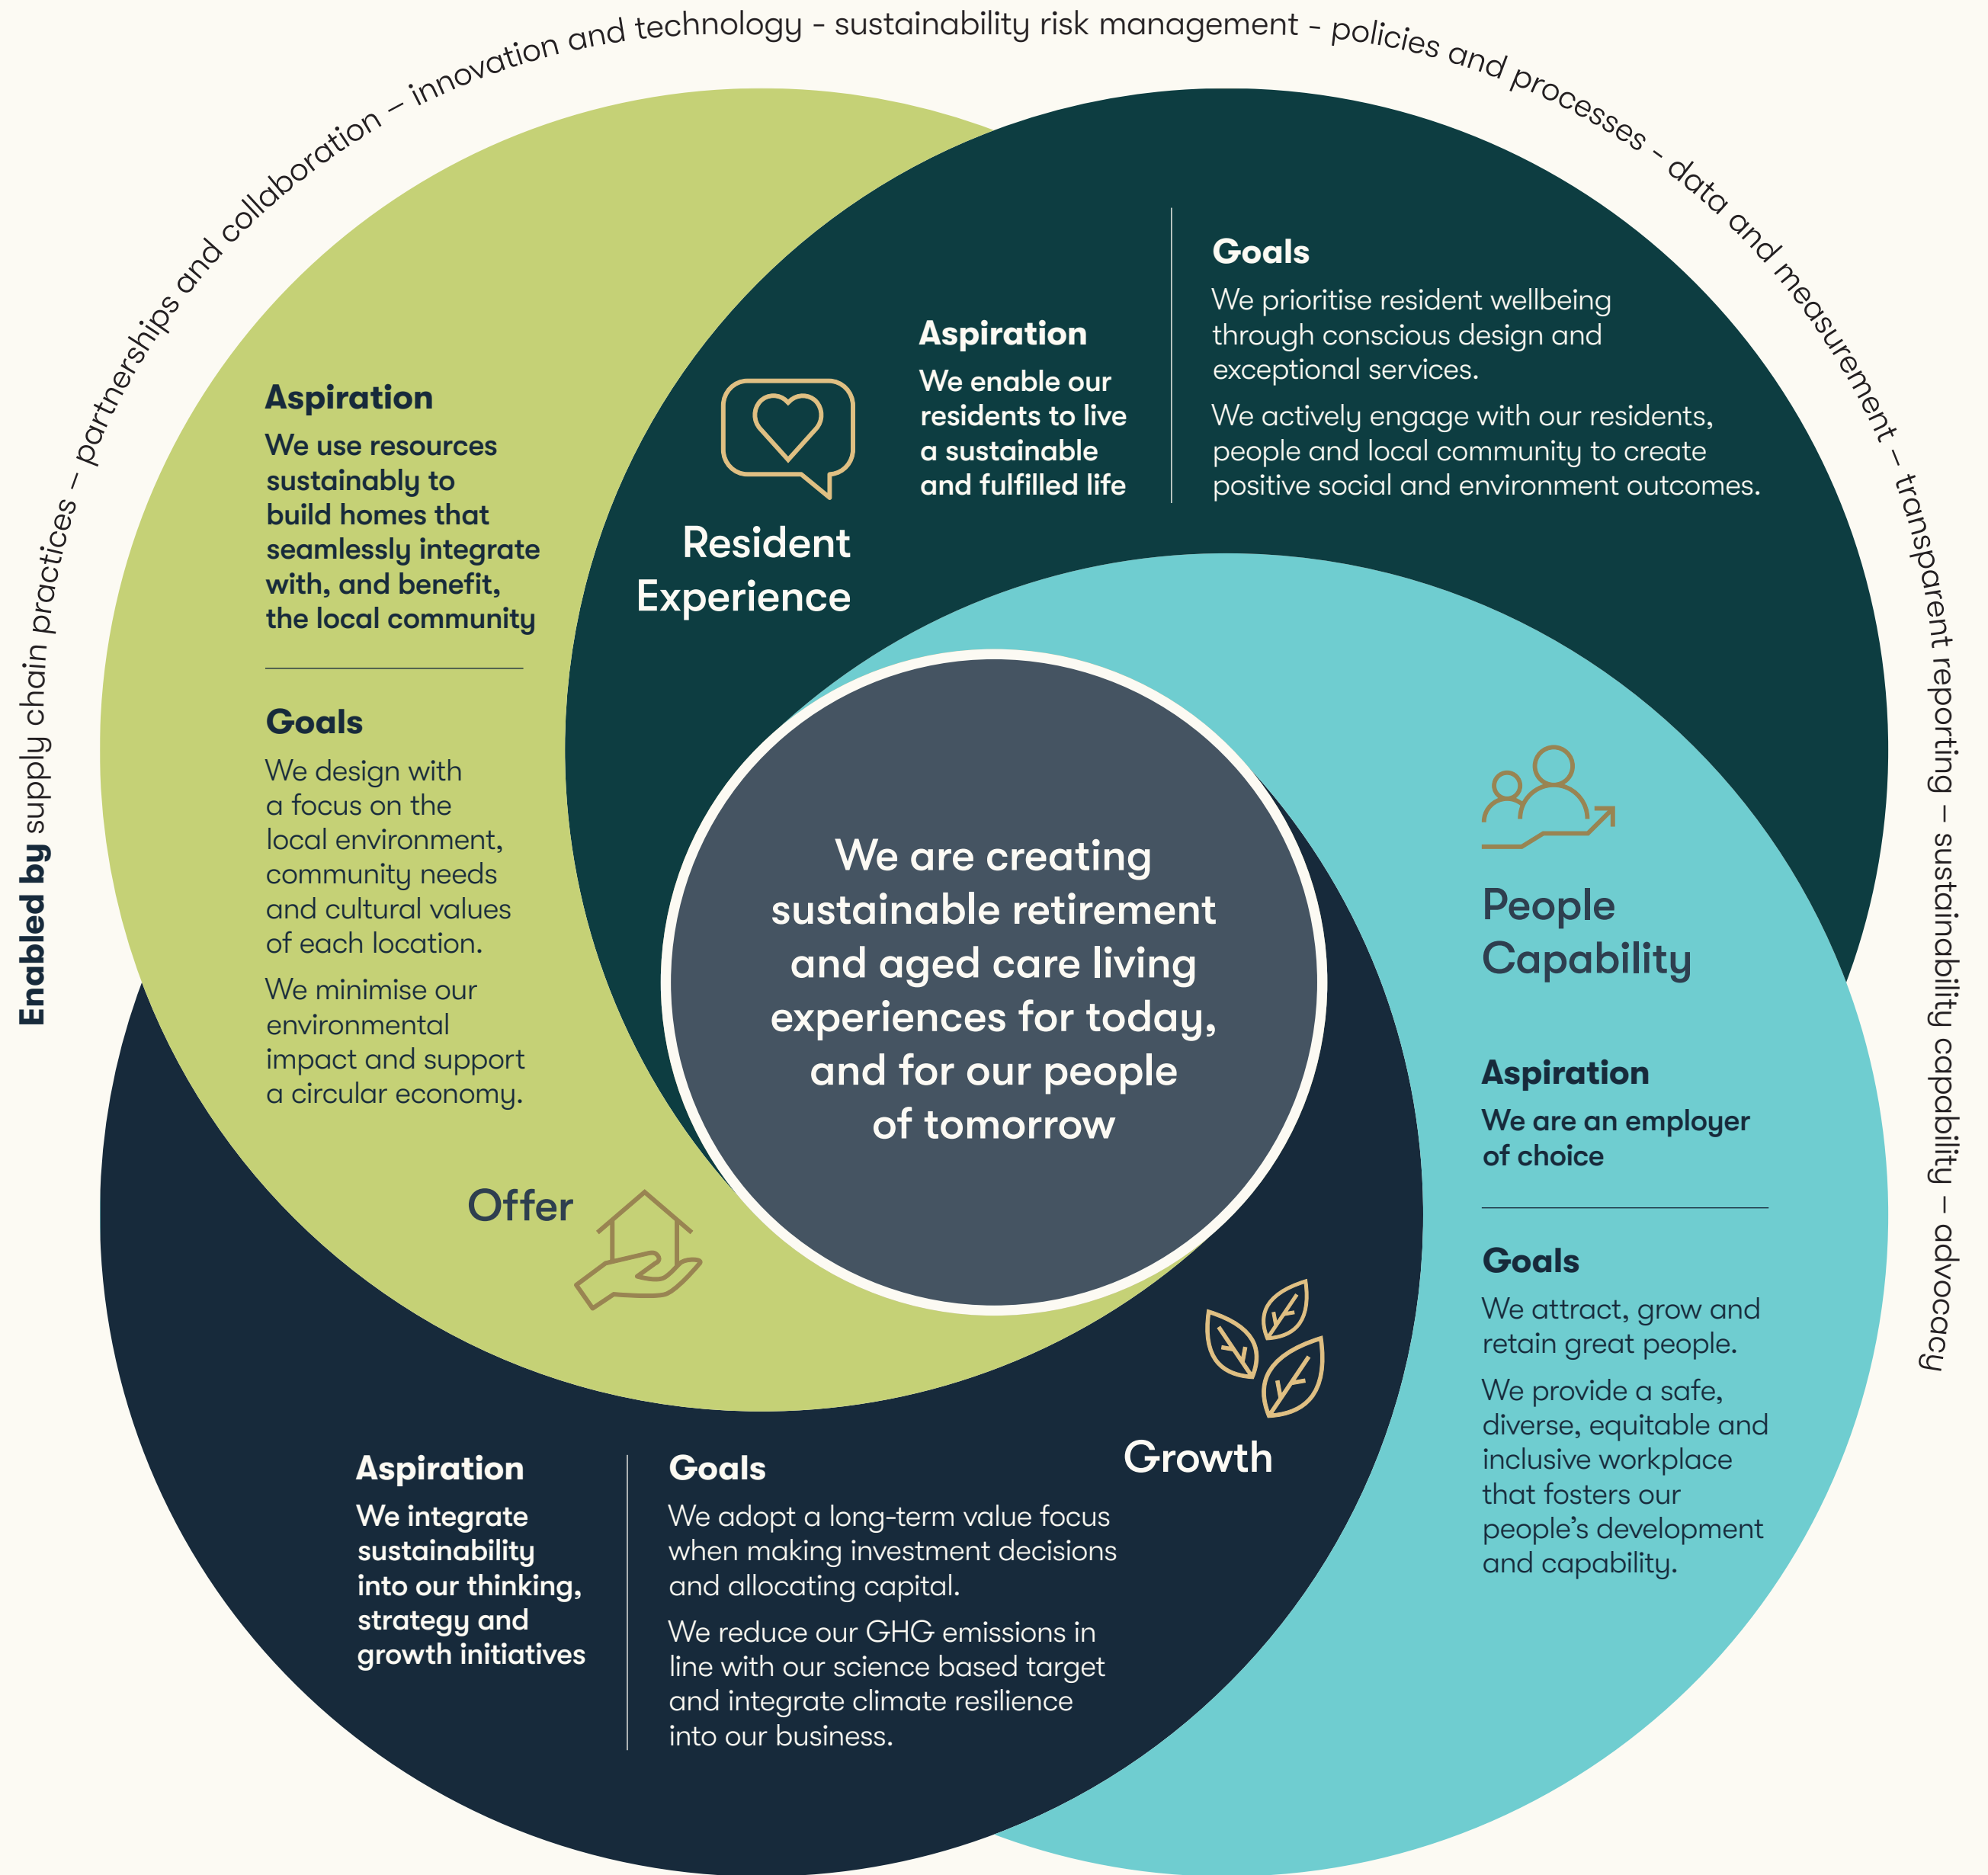 Enabled by supply chain practices – partnerships and collaboration – innovation and technology - sustainability risk management - policies and processes - data and measurement – transparent reporting – sustainability capability – advocacy
Aspiration
We use resources
sustainably to
build homes that
seamlessly integrate
with, and benefit,
the local community
Goals
We design with
a focus on the
local environment,
community needs
and cultural values
of each location.
We minimise our
environmental
impact and support
a circular economy.
Offer
Resident
Experience
Aspiration
We enable our
residents to live
a sustainable
and fulfilled life
Goals
We prioritise resident wellbeing
through conscious design and
exceptional services.
We actively engage with our residents,
people and local community to create
positive social and environment outcomes.
We are creating
sustainable retirement
and aged care living
experiences for today,
and for our people
of tomorrow
People
Capability
Aspiration
We are an employer
of choice
Goals
We attract, grow and
retain great people.
We provide a safe,
diverse, equitable and
inclusive workplace
that fosters our
people’s development
and capability.
Growth
Aspiration
We integrate
sustainability
into our thinking,
strategy and
growth initiatives
Goals
We adopt a long-term value focus
when making investment decisions
and allocating capital.
We reduce our GHG emissions in
line with our science based target
and integrate climate resilience
into our business.